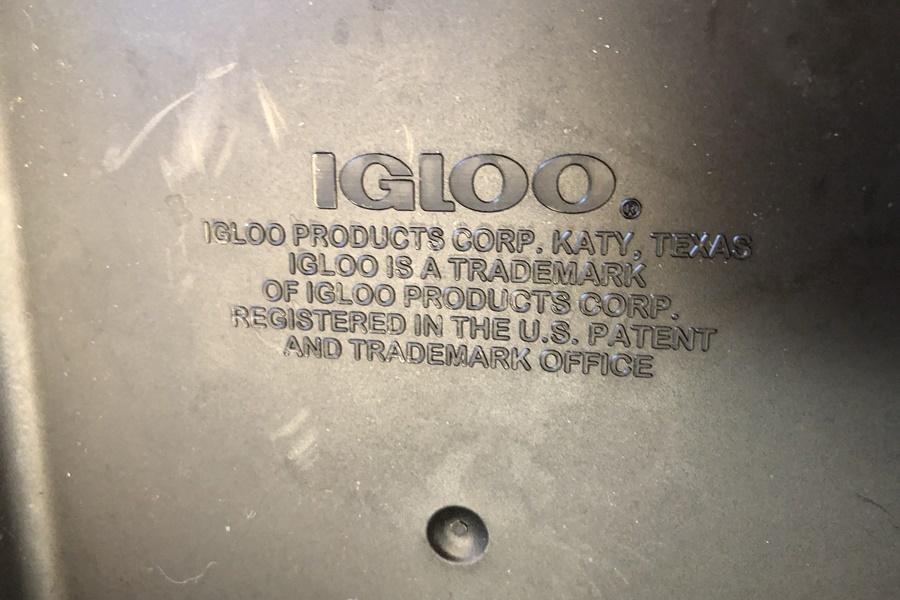 IGLOO®
IGLOO PRODUCTS CORP. KATY, TEXAS
IGLOO IS A TRADEMARK
OF IGLOO PRODUCTS CORP.
REGISTERED IN THE U.S. PATENT
AND TRADEMARK OFFICE